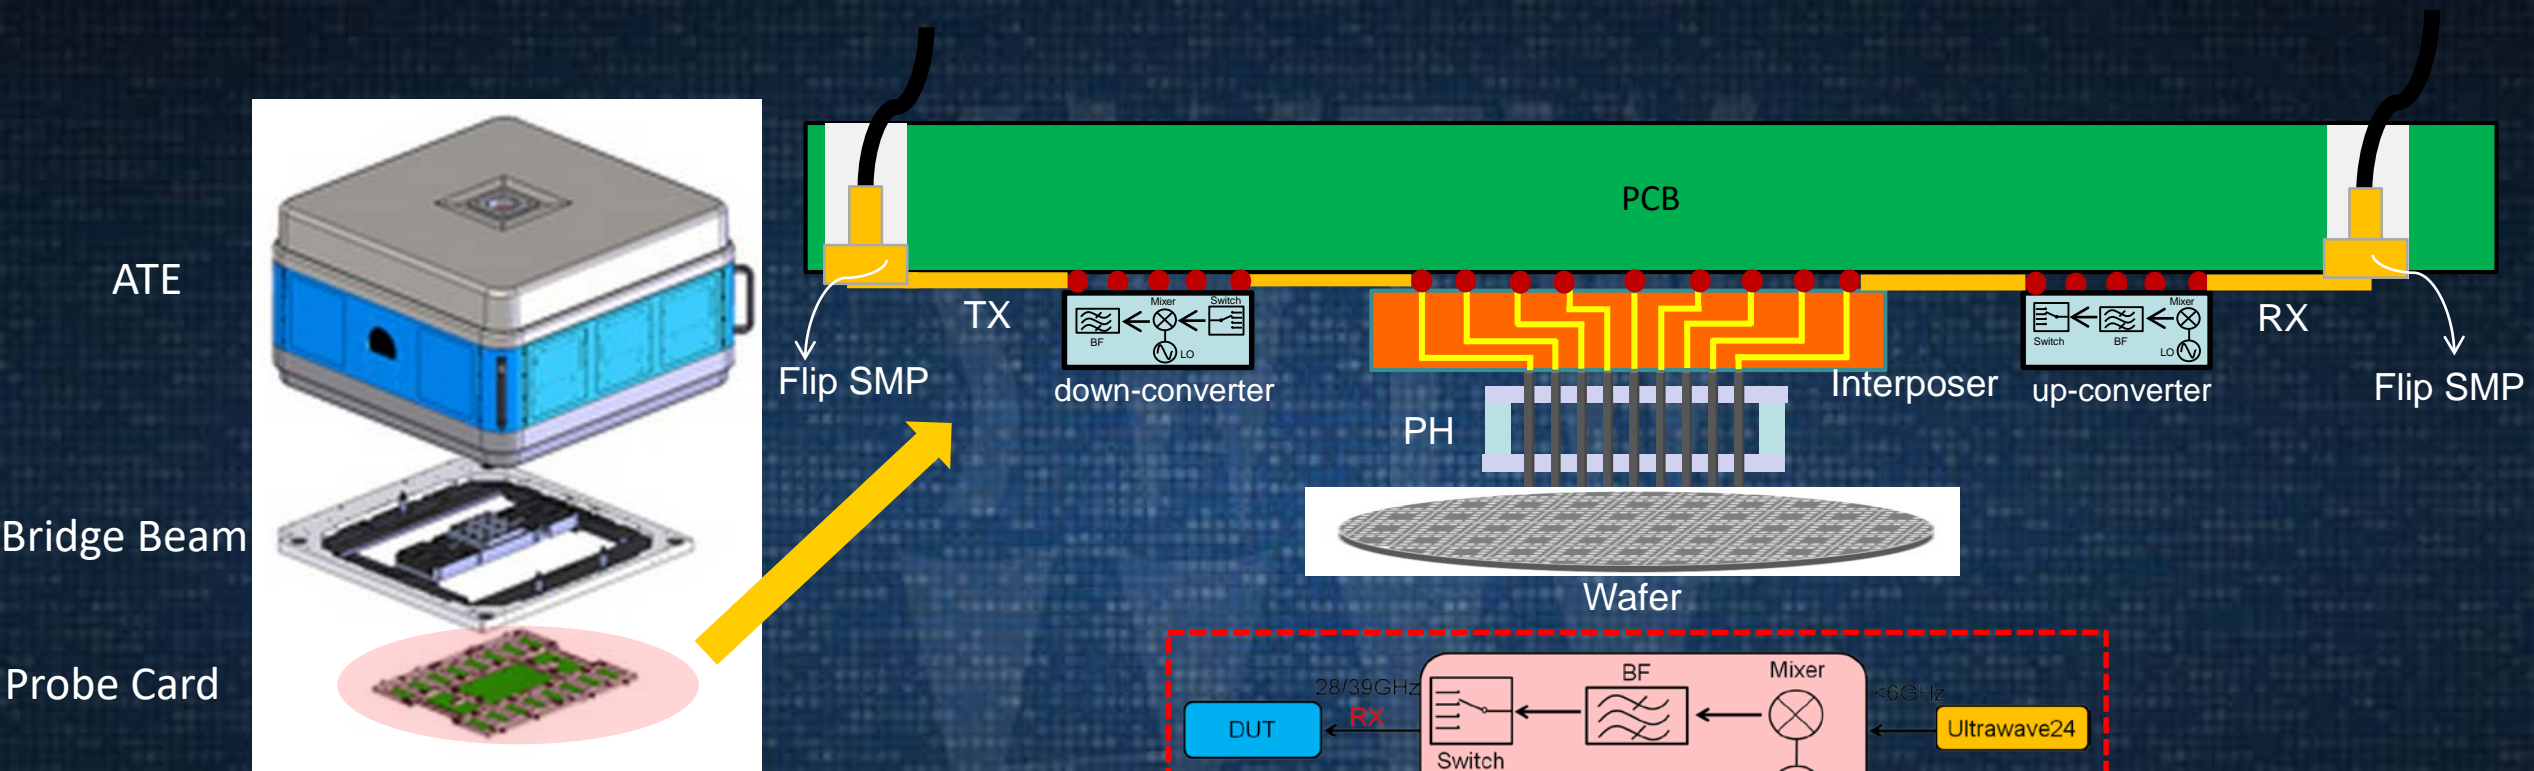 ATE
Bridge Beam
Probe Card
PCB
TX
RX
Flip SMP
BF
Mixer
LO
Switch
down-converter
PH
Interposer
Switch
BF
Mixer
LO
up-converter
Flip SMP
Wafer
28/39GHz
RX
DUT
BF
Mixer
Switch
<6GHz
Ultrawave24